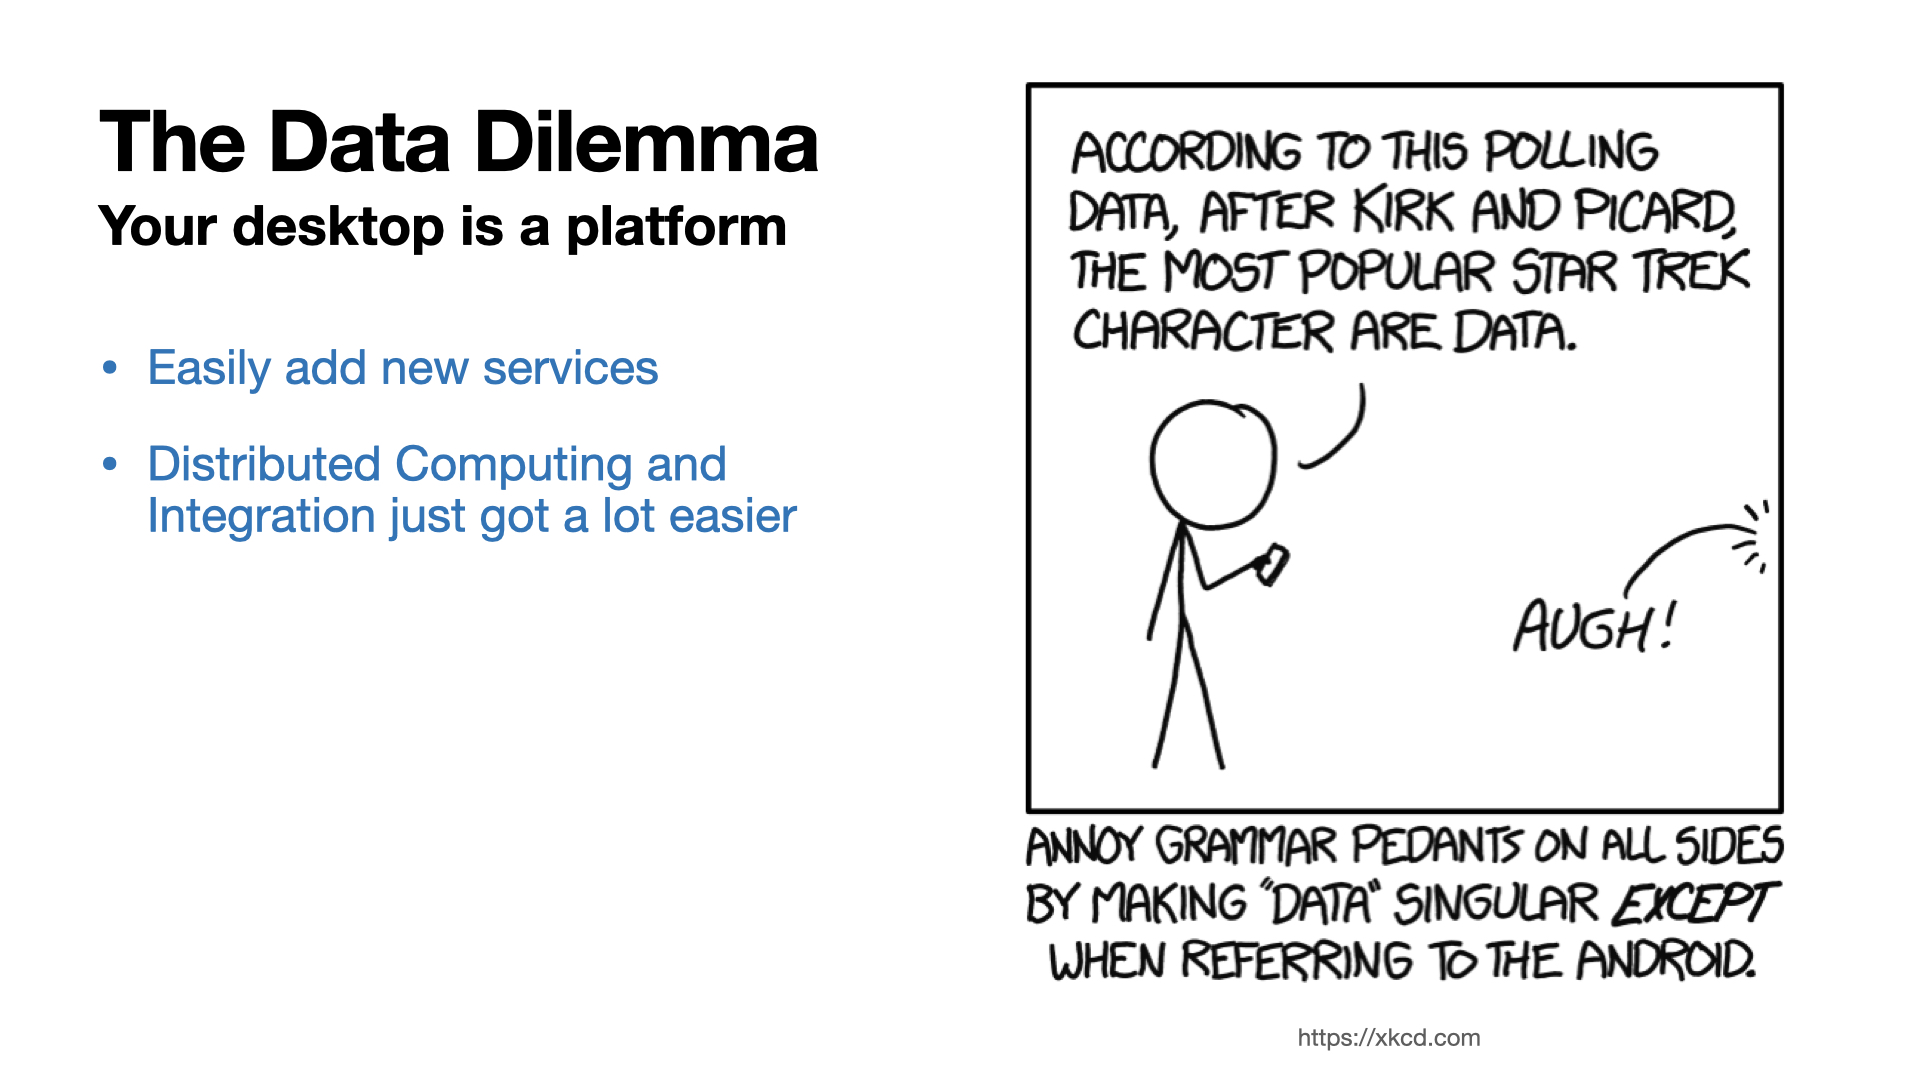 The Data Dilemma
Your desktop is a platform
• Easily add new services
• Distributed Computing and
Integration just got a lot easier
ACCORDING TO THIS POLLING
DATA, AFTER KIRK AND PICARD,
THE MOST POPULAR STAR TREK
CHARACTER ARE DATA.
AUGH!
ANNOY GRAMMAR PEDANTS ON ALL SIDES
BY MAKING "DATA" SINGULAR EXCEPT
WHEN REFERRING TO THE ANDROID.
https://xkcd.com